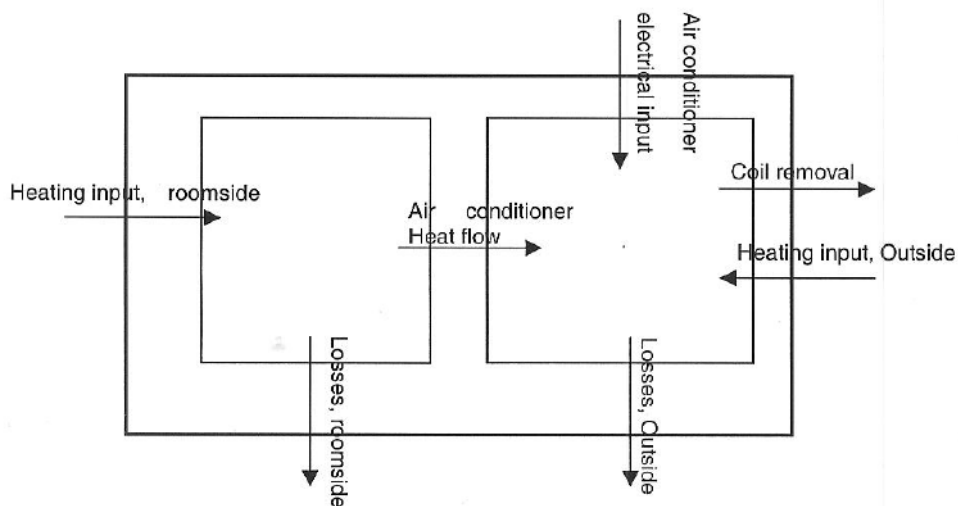 Air conditioner
electrical input
Coil removal
Heating input, roomside
Air conditioner
Heat flow
Heating input, Outside
Losses, roomside
Losses, Outside